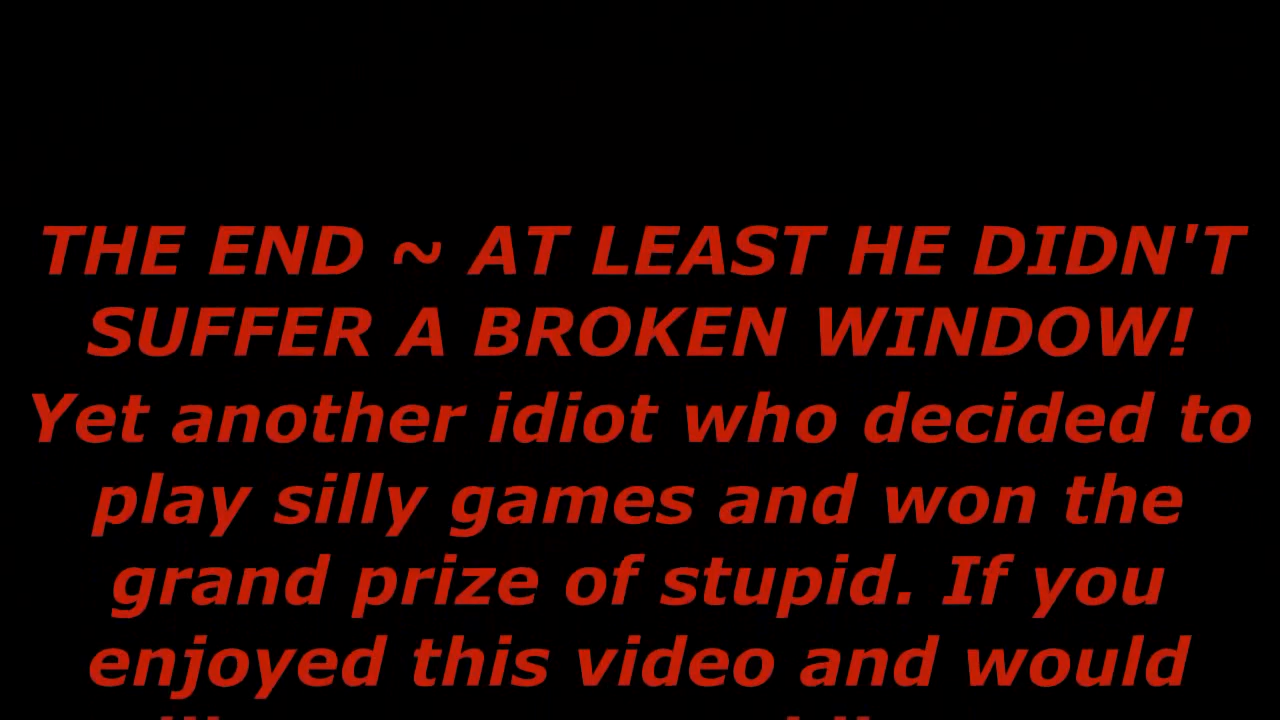 THE END ~ AT LEAST HE DIDN'T
SUFFER A BROKEN WINDOW!
Yet another idiot who decided to
play silly games and won the
grand prize of stupid. If you
enjoyed this video and would